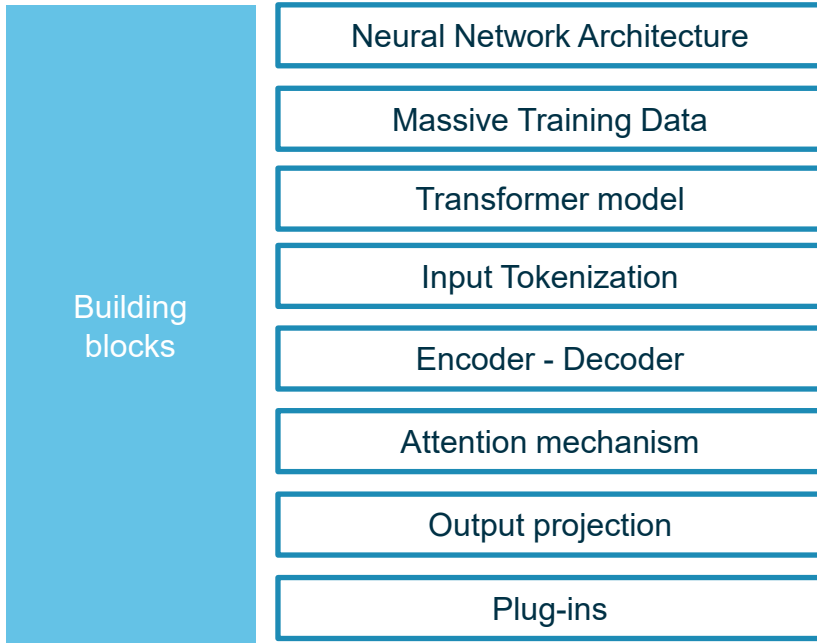 Building
blocks
Neural Network Architecture
Massive Training Data
Transformer model
Input Tokenization
Encoder - Decoder
Attention mechanism
Output projection
Plug-ins